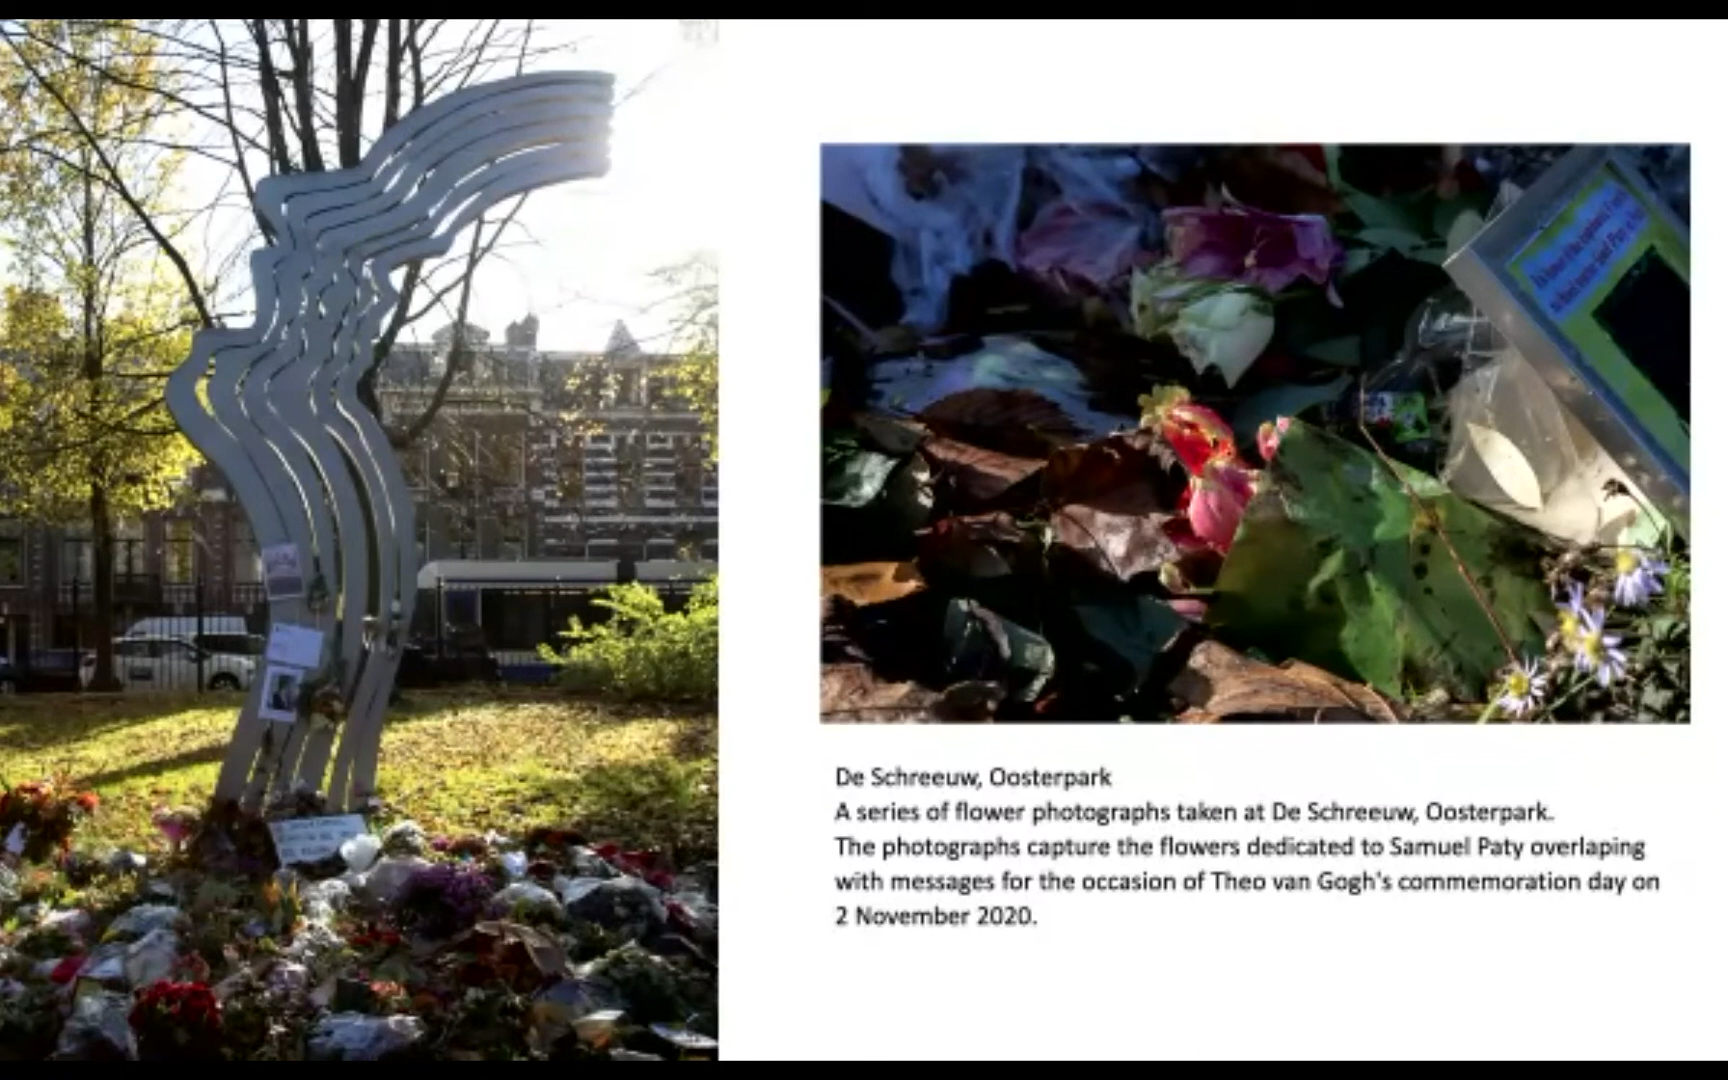 De Schreeuw, Oosterpark
A series of flower photographs taken at De Schreeuw, Oosterpark.
The photographs capture the flowers dedicated to Samuel Paty overlaping
with messages for the occasion of Theo van Gogh's commemoration day on
2 November 2020.